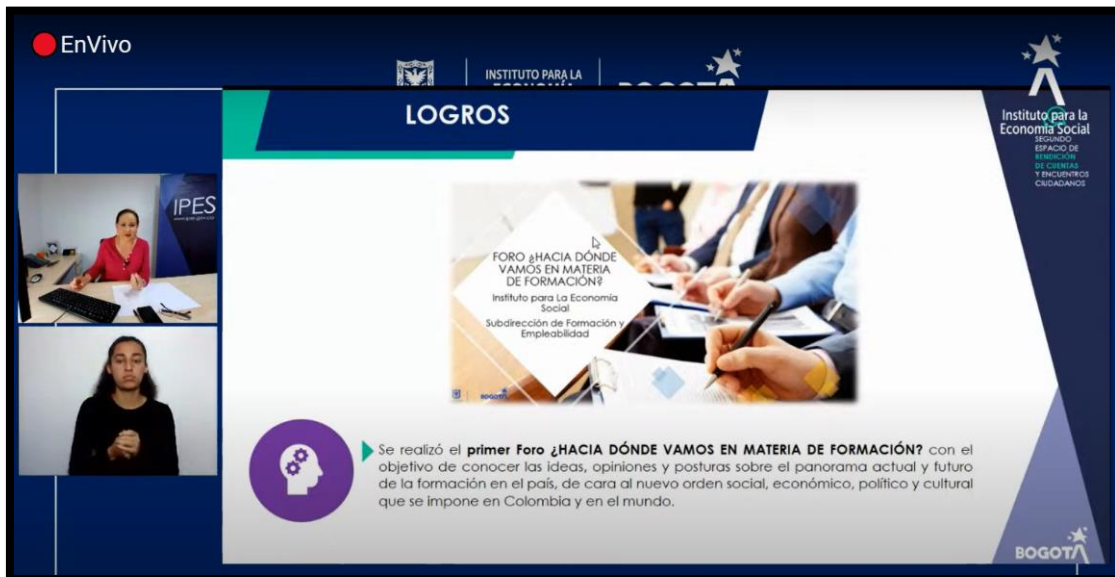 EnVivo
INSTITUTO PARA LA
ECONOMÍA
BOGOTÁ
LOGROS
Instituto para la
Economía Social
SEGUNDO
ESPACIO DE
RENDICIÓN
DE CUENTAS
Y ENCUENTROS
CIUDADANOS
IPES
FORO ¿HACIA DÓNDE
VAMOS EN MATERIA
DE FORMACIÓN?
Instituto para La Economía
Social
Subdirección de Formación y
Empleabilidad
BOGOTÁ
Se realizó el primer Foro ¿HACIA DÓNDE VAMOS EN MATERIA DE FORMACIÓN? con el
objetivo de conocer las ideas, opiniones y posturas sobre el panorama actual y futuro
de la formación en el país, de cara al nuevo orden social, económico, político y cultural
que se impone en Colombia y en el mundo.
BOGOTÁ